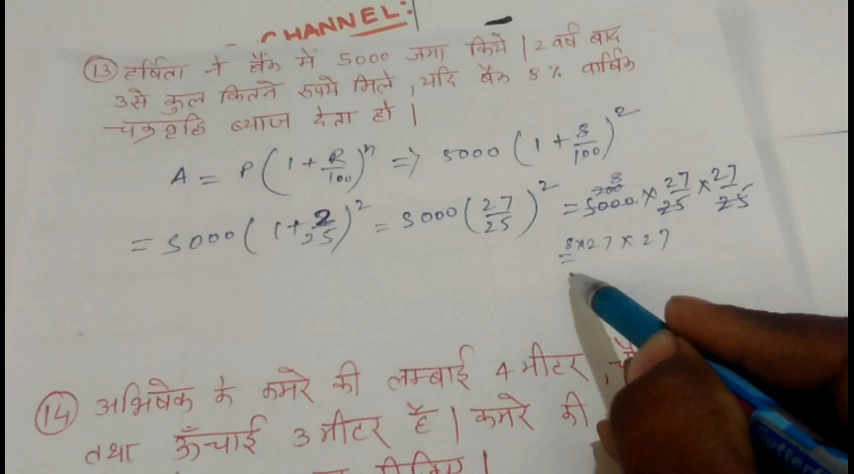 CHANNEL:
13 हर्षिता ने बैंक में 5000 जमा किये | 2 वर्ष बाद
उसे कुल कितने रुपये मिले, यदि बैंक 8% वार्षिक
चक्रवृद्धि ब्याज देता हो |
A = P(1+R/100)^n => 5000(1+8/100)^2
= 5000(1+2/25)^2 = 5000(27/25)^2 = 5000 × 27/25 × 27/25
200 8
= 8×27×27
14 अभिषेक के कमरे की लम्बाई 4 मीटर,
तथा ऊँचाई 3 मीटर है | कमरे की